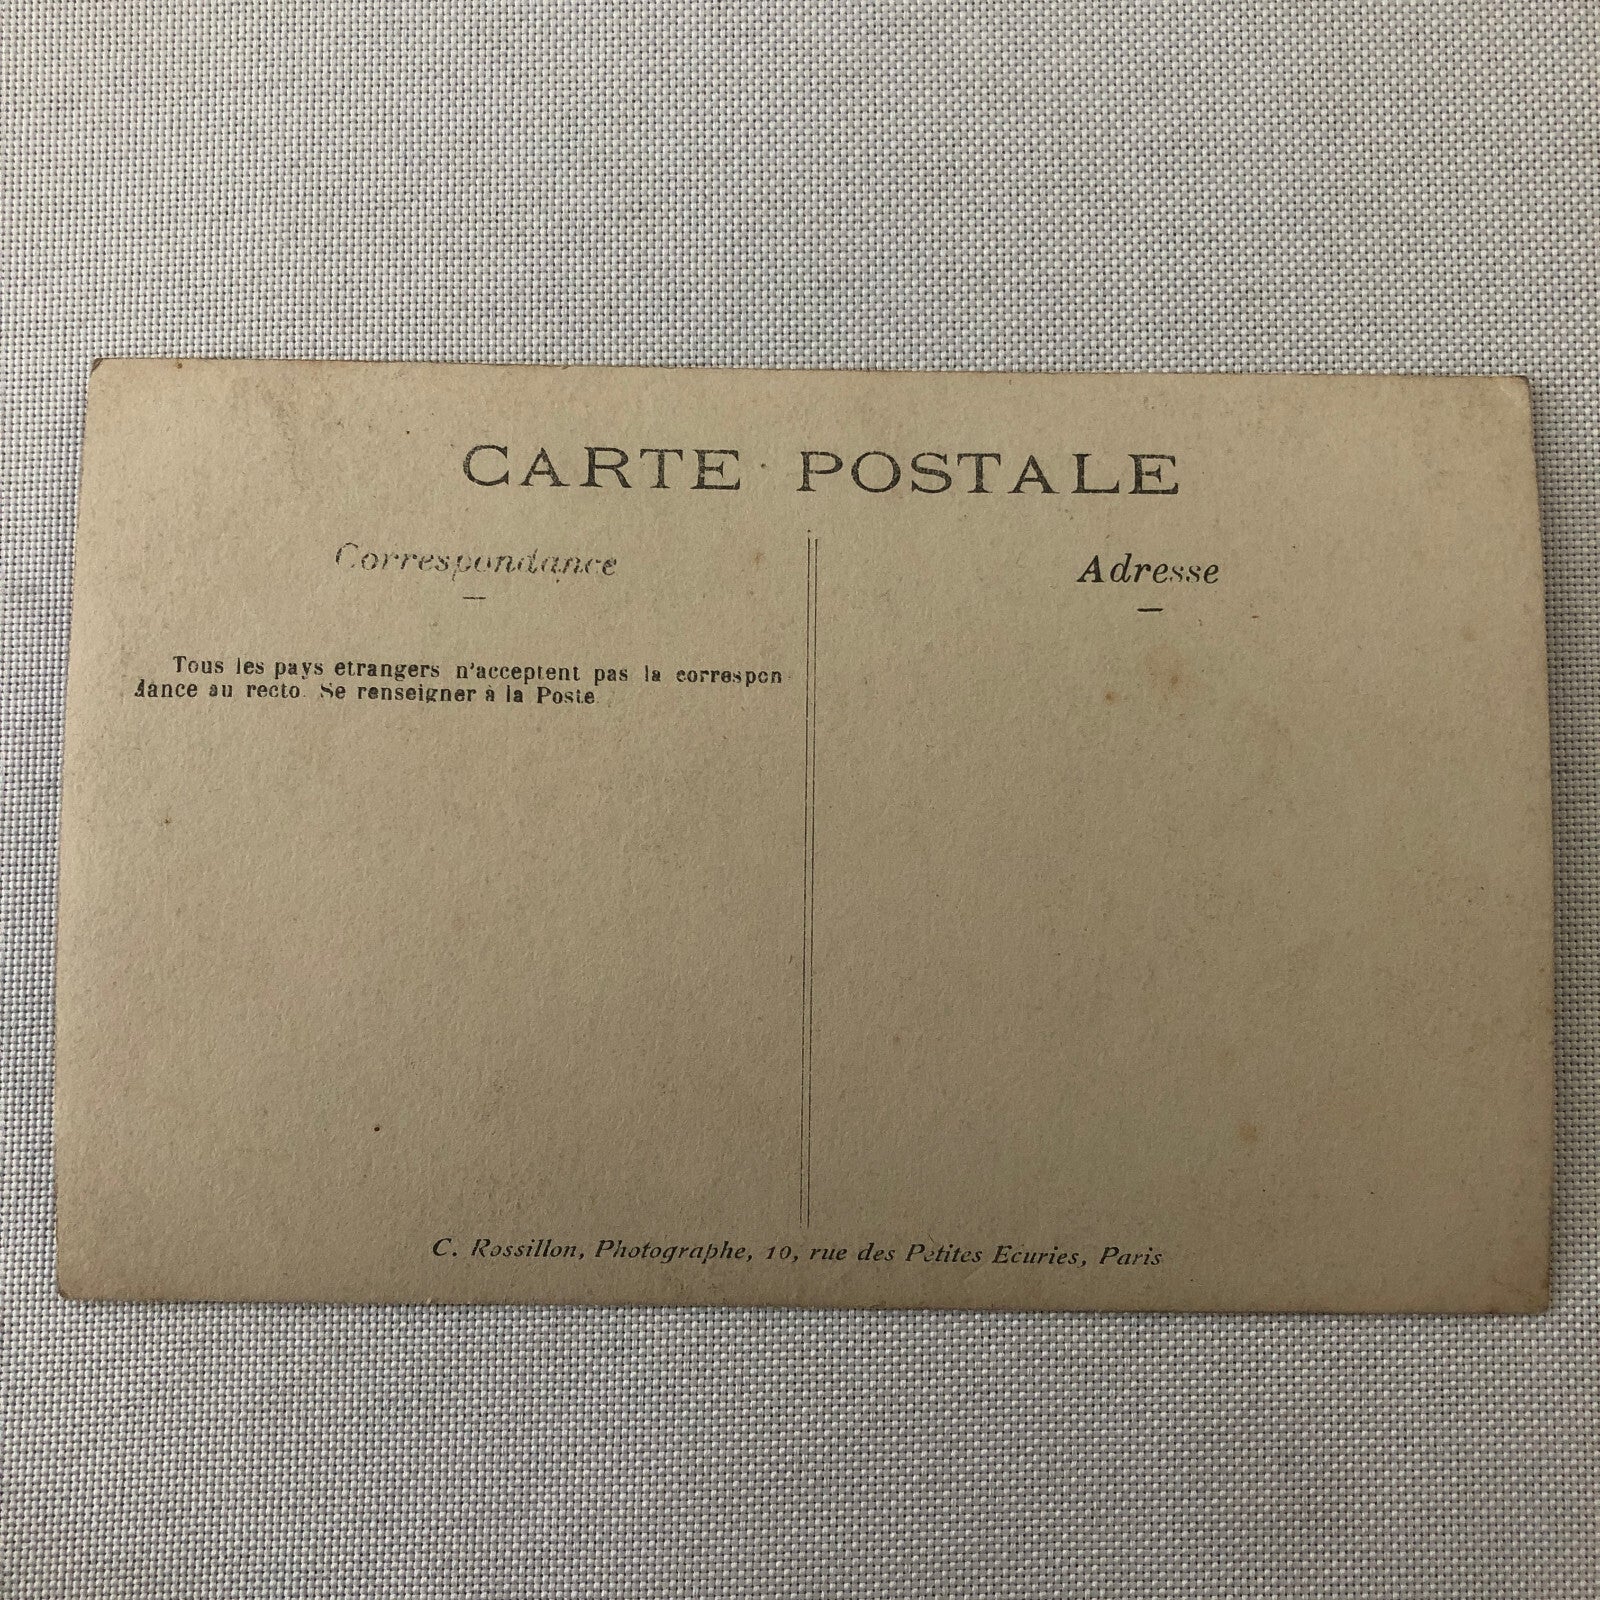 CARTE POSTALE
Correspondance
Adresse
Tous les pays etrangers n'acceptent pas la correspon
dance au recto. Se renseigner à la Poste
C. Rossillon, Photographe, 10, rue des Petites Ecuries, Paris